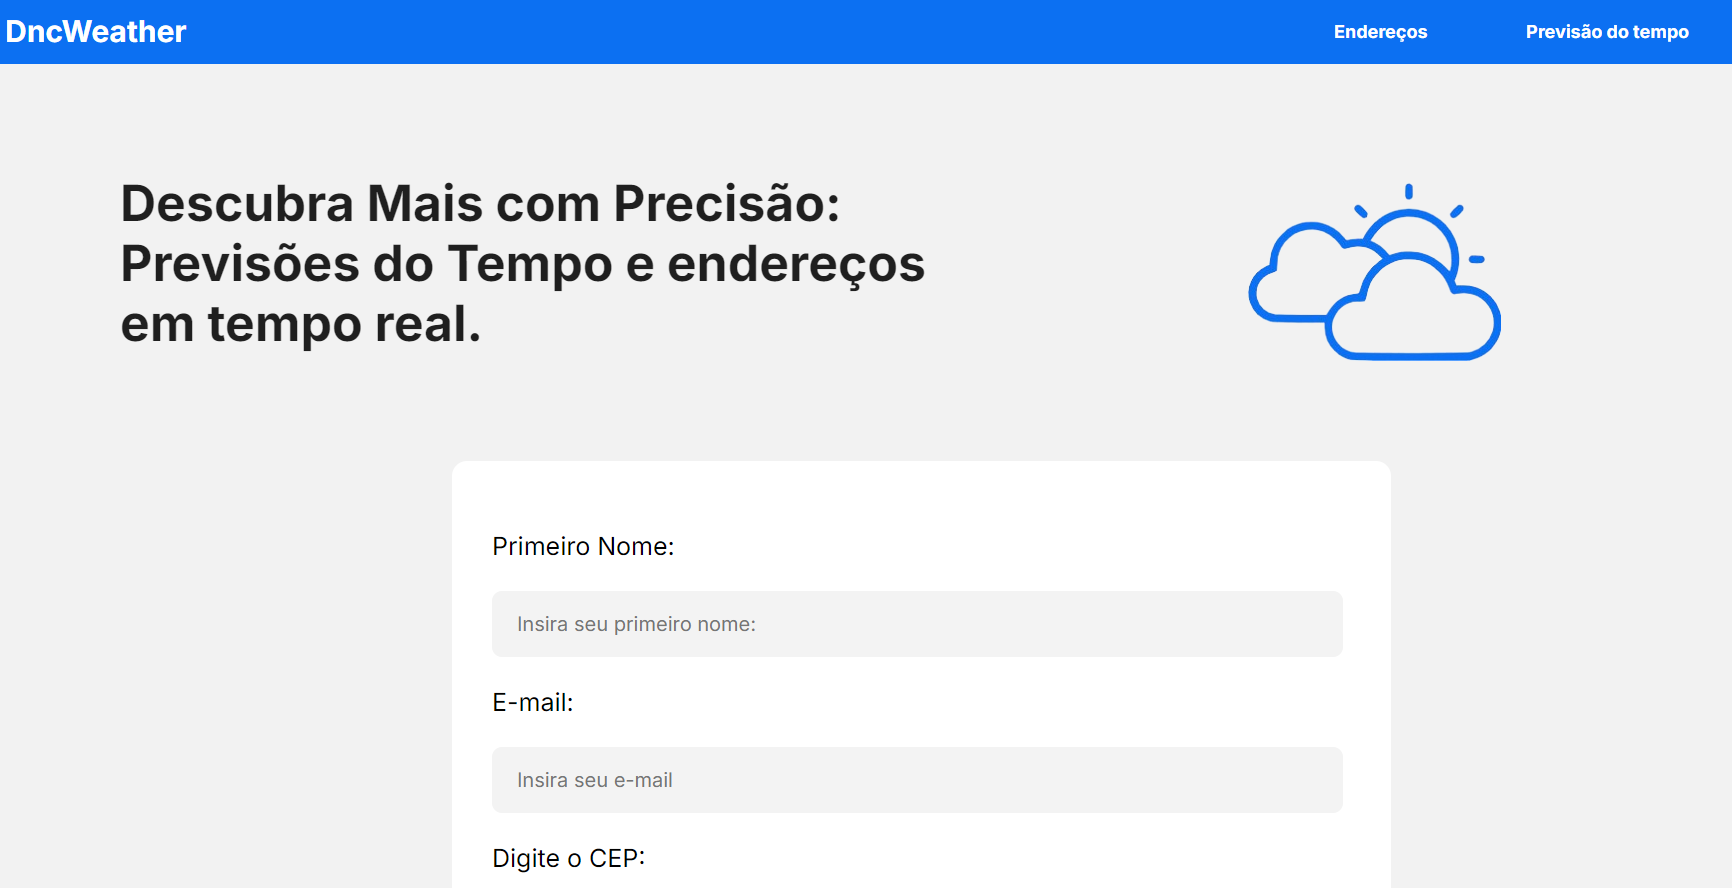 DncWeather
Endereços
Previsão do tempo
Descubra Mais com Precisão:
Previsões do Tempo e endereços
em tempo real.
Primeiro Nome:
Insira seu primeiro nome:
E-mail:
Insira seu e-mail
Digite o CEP: